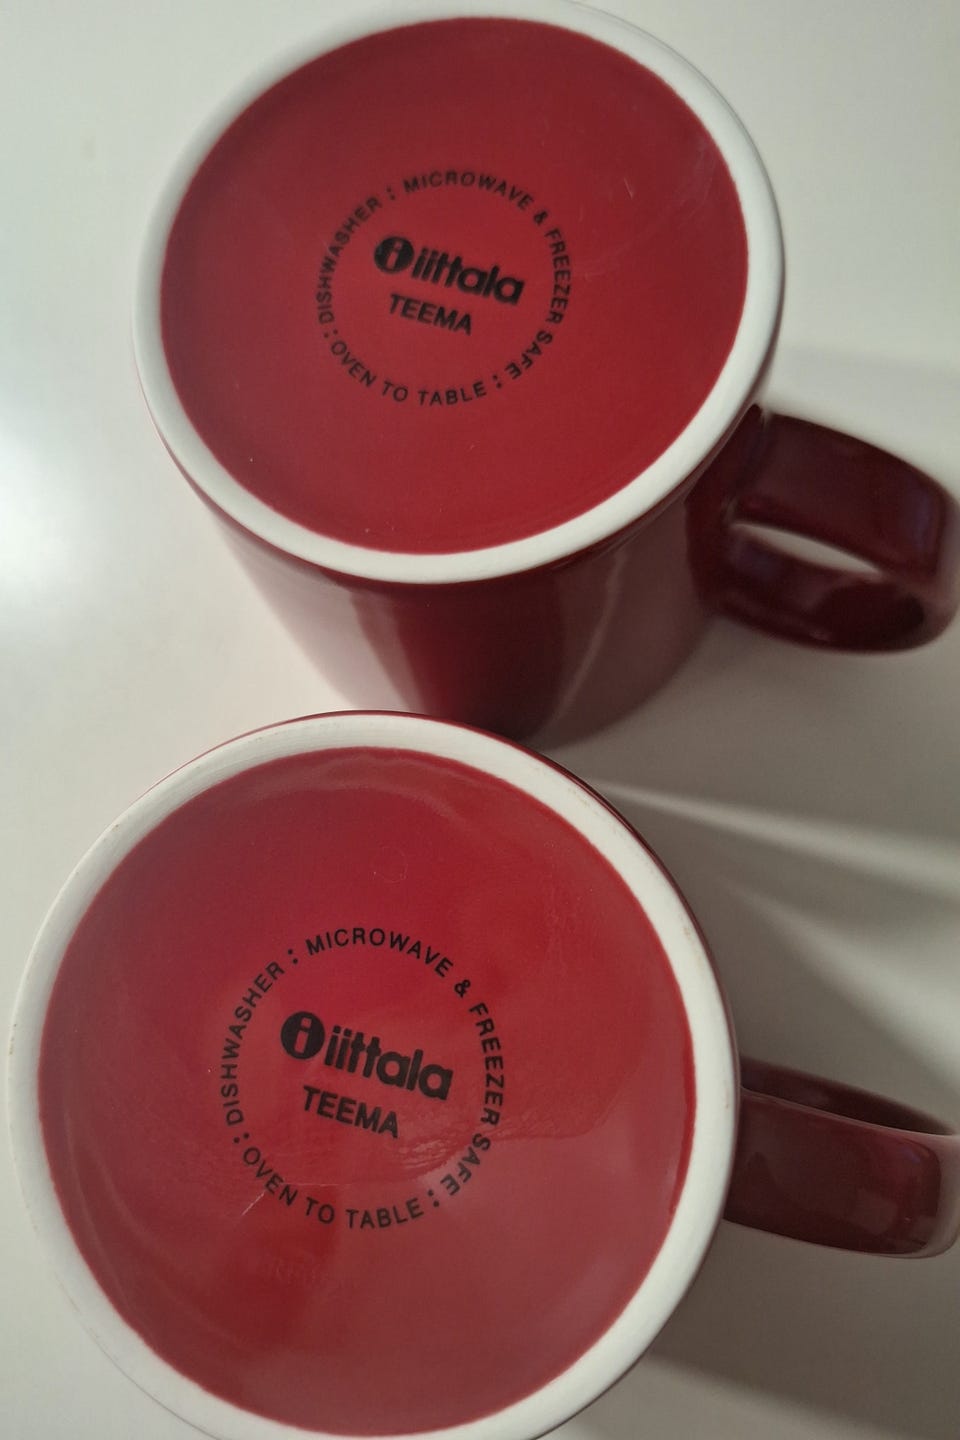 DISHWASHER : MICROWAVE & FREEZER SAFE : OVEN TO TABLE :
i iittala
TEEMA
DISHWASHER : MICROWAVE & FREEZER SAFE : OVEN TO TABLE :
i iittala
TEEMA